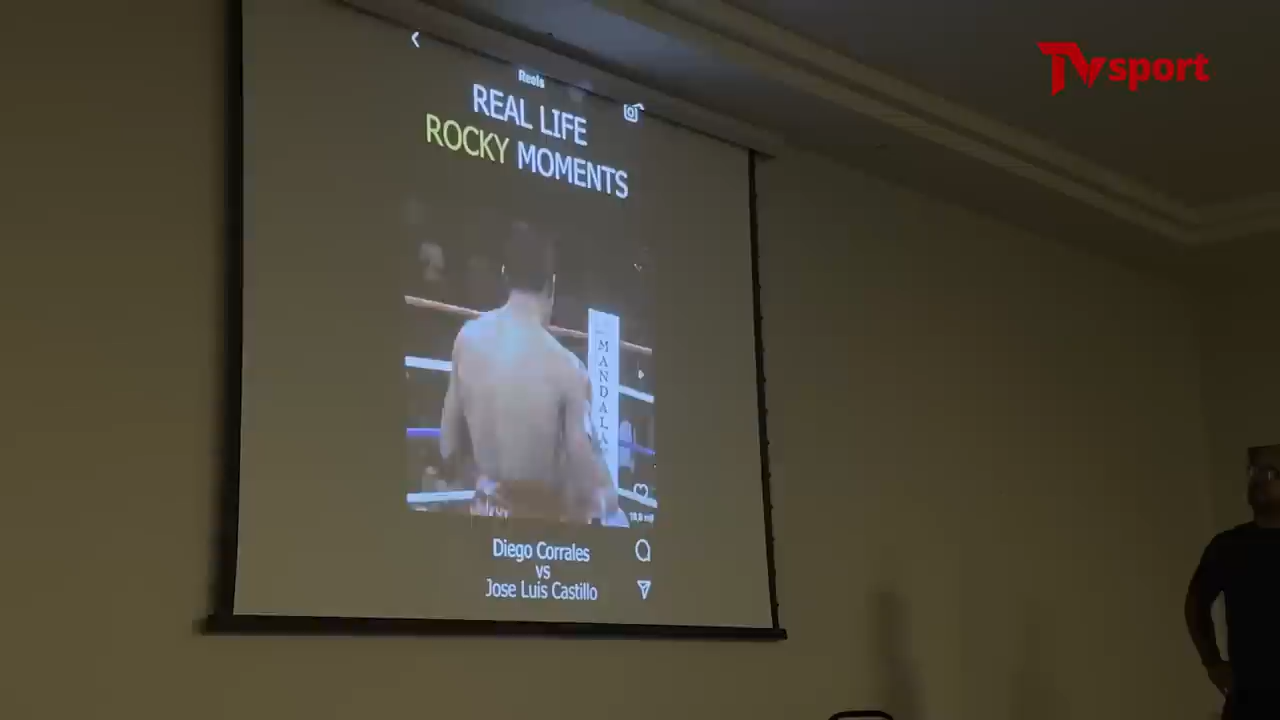 TVsport
Reels
REAL LIFE
ROCKY MOMENTS
MANDALA
Diego Corrales
vs
Jose Luis Castillo